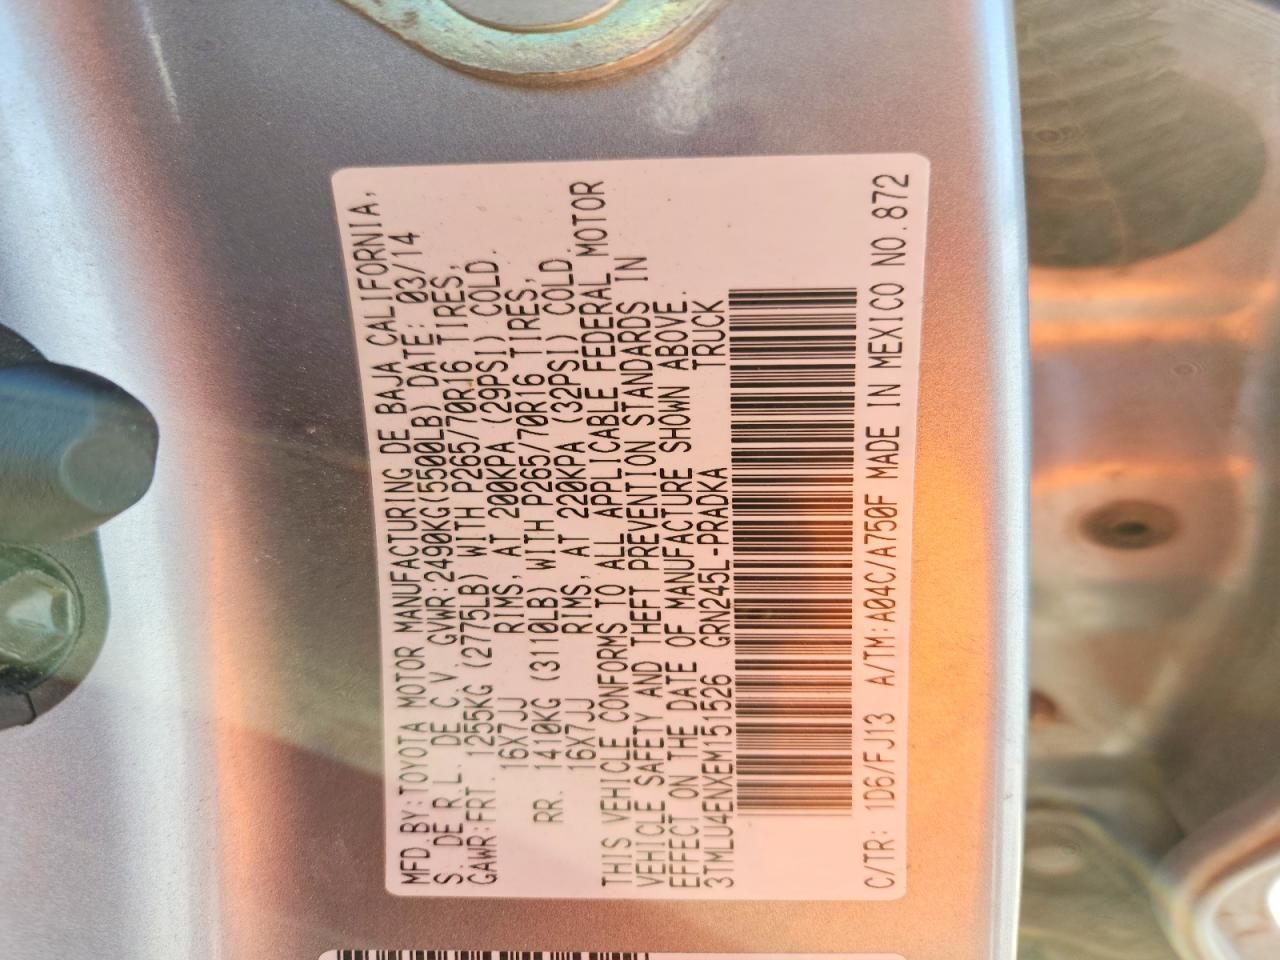 MFD.BY:TOYOTA MOTOR MANUFACTURING DE BAJA CALIFORNIA,
S. DE R.L. DE C.V. GVWR:2490KG(5500LB) DATE: 03/14
GAWR:FRT. 1255KG (2775LB) WITH P265/70R16 TIRES,
16X7JJ RIMS, AT 200KPA (29PSI) COLD.
RR. 1410KG (3110LB) WITH P265/70R16 TIRES,
16X7JJ RIMS, AT 220KPA (32PSI) COLD
THIS VEHICLE CONFORMS TO ALL APPLICABLE FEDERAL MOTOR
VEHICLE SAFETY AND THEFT PREVENTION STANDARDS IN
EFFECT ON THE DATE OF MANUFACTURE SHOWN ABOVE.
3TMLU4ENXEM151526 GRN245L-PRADKA TRUCK
C/TR: 1D6/FJ13 A/TM:A04C/A750F MADE IN MEXICO NO.872